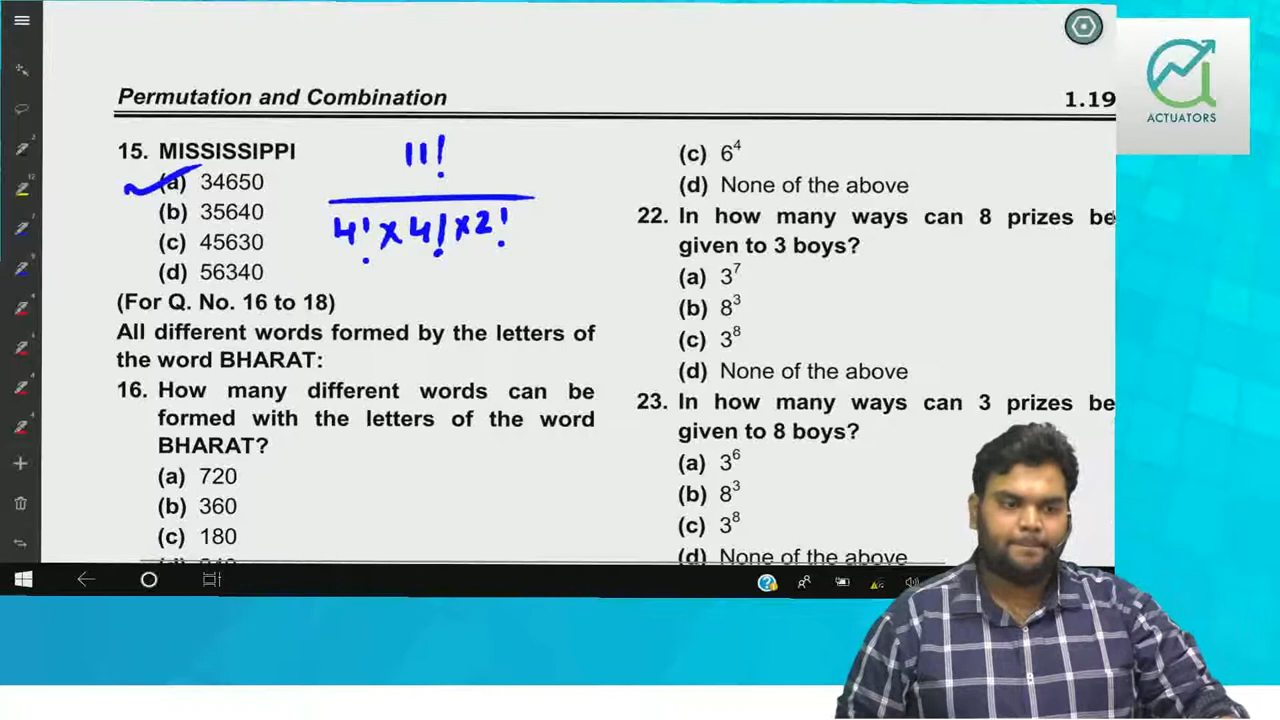 Permutation and Combination
1.19
15. MISSISSIPPI
(a) 34650
(b) 35640
(c) 45630
(d) 56340
11!
4! × 4! × 2!
(For Q. No. 16 to 18)
All different words formed by the letters of
the word BHARAT:
16. How many different words can be
formed with the letters of the word
BHARAT?
(a) 720
(b) 360
(c) 180
(c) 6⁴
(d) None of the above
22. In how many ways can 8 prizes be
given to 3 boys?
(a) 3⁷
(b) 8³
(c) 3⁸
(d) None of the above
23. In how many ways can 3 prizes be
given to 8 boys?
(a) 3⁶
(b) 8³
(c) 3⁸
(d) None of the above
ACTUATORS